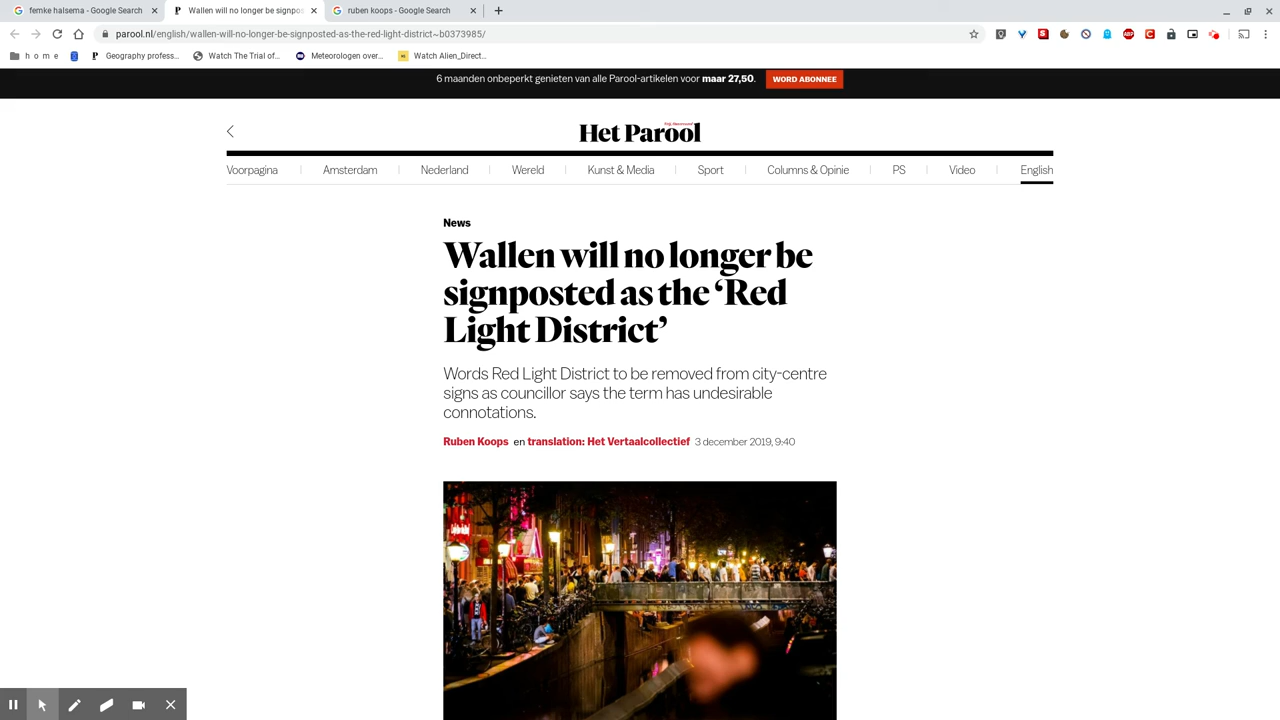 femke halsema - Google Search
Wallen will no longer be signpos
ruben koops - Google Search
parool.nl/english/wallen-will-no-longer-be-signposted-as-the-red-light-district~b0373985/
h o m e
Geography profess...
Watch The Trial of...
Meteorologen over...
Watch Alien_Direct...
6 maanden onbeperkt genieten van alle Parool-artikelen voor maar 27,50.
WORD ABONNEE
Het Parool
Voorpagina
Amsterdam
Nederland
Wereld
Kunst & Media
Sport
Columns & Opinie
PS
Video
English
News
Wallen will no longer be
signposted as the ‘Red
Light District’
Words Red Light District to be removed from city-centre
signs as councillor says the term has undesirable
connotations.
Ruben Koops en translation: Het Vertaalcollectief 3 december 2019, 9:40